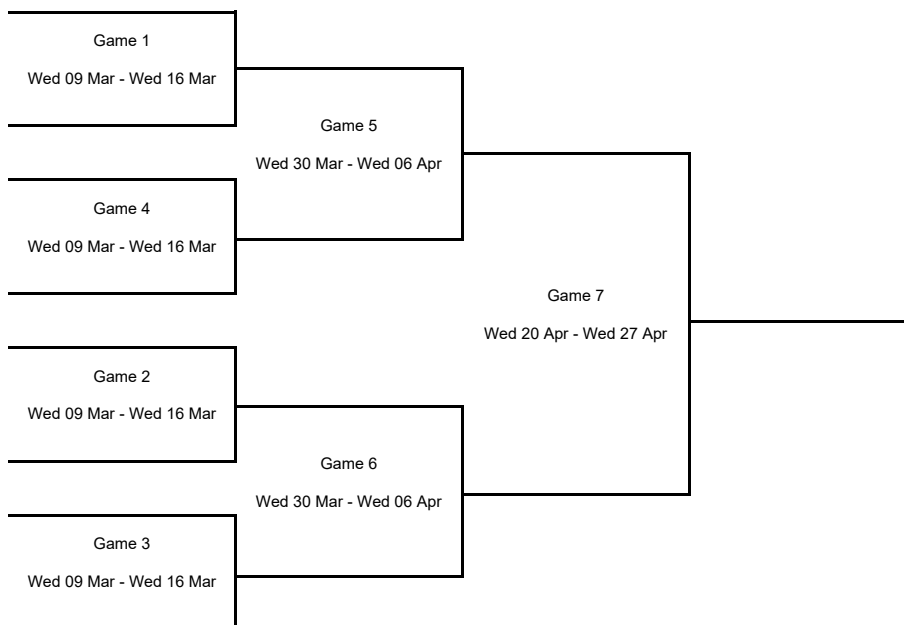 Game 1
Wed 09 Mar - Wed 16 Mar
Game 5
Wed 30 Mar - Wed 06 Apr
Game 4
Wed 09 Mar - Wed 16 Mar
Game 7
Wed 20 Apr - Wed 27 Apr
Game 2
Wed 09 Mar - Wed 16 Mar
Game 6
Wed 30 Mar - Wed 06 Apr
Game 3
Wed 09 Mar - Wed 16 Mar